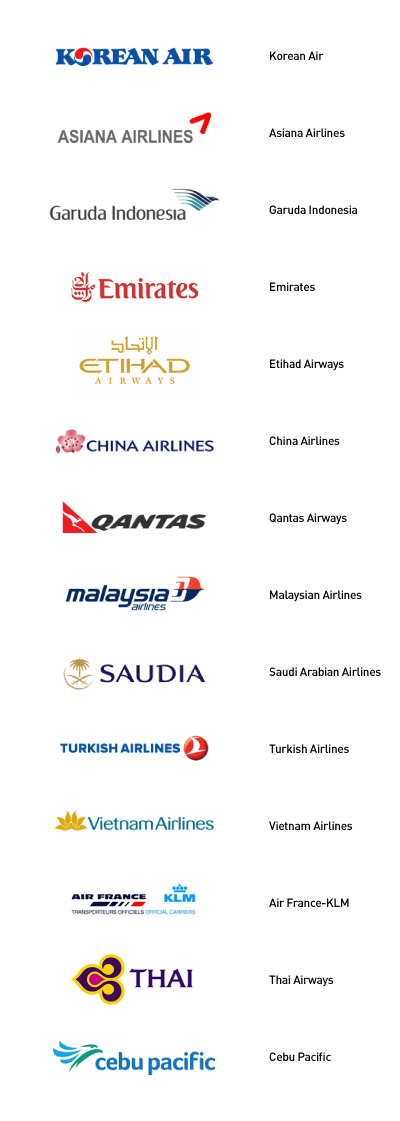 KOREAN AIR
Korean Air
ASIANA AIRLINES
Asiana Airlines
Garuda Indonesia
Garuda Indonesia
Emirates
Emirates
الإتحاد
ETIHAD
AIRWAYS
Etihad Airways
CHINA AIRLINES
China Airlines
QANTAS
Qantas Airways
malaysia
airlines
Malaysian Airlines
SAUDIA
Saudi Arabian Airlines
TURKISH AIRLINES
Turkish Airlines
Vietnam Airlines
Vietnam Airlines
AIR FRANCE KLM
TRANSPORTEURS OFFICIELS OFFICIAL CARRIERS
Air France-KLM
THAI
Thai Airways
cebu pacific
Cebu Pacific